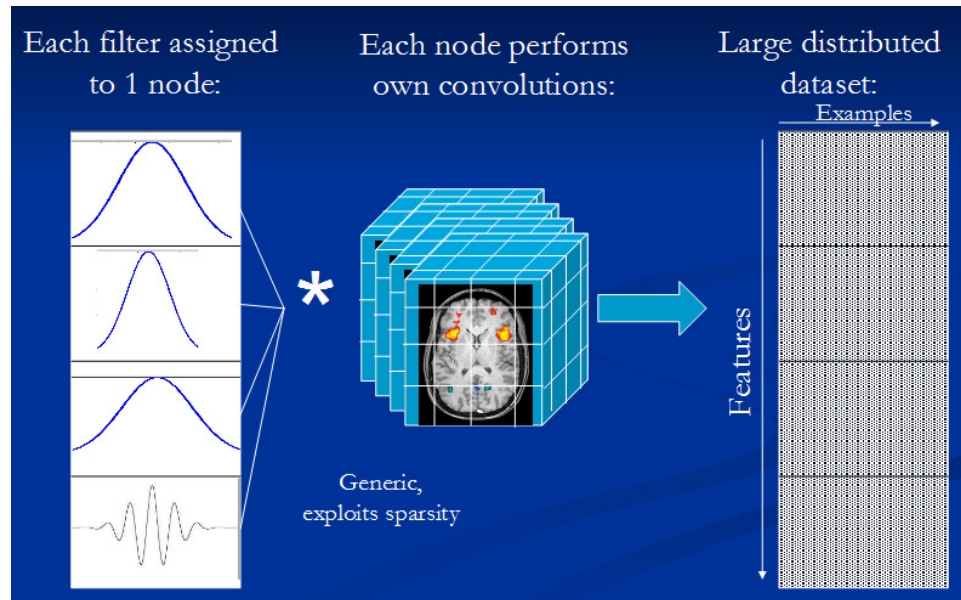 Each filter assigned
to 1 node:
Each node performs
own convolutions:
Large distributed
dataset:
Examples
*
Features
Generic,
exploits sparsity